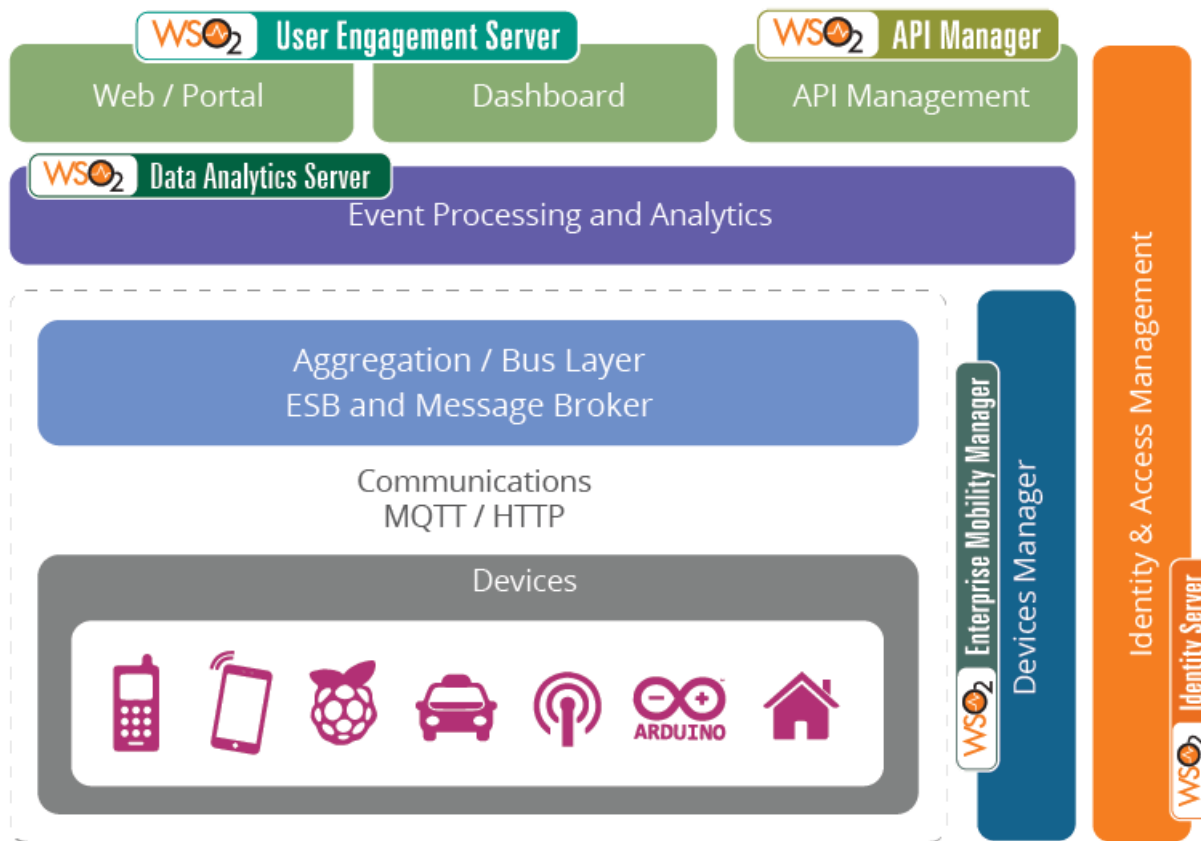 WSO2 User Engagement Server
WSO2 API Manager
Web / Portal
Dashboard
API Management
WSO2 Data Analytics Server
Event Processing and Analytics
Aggregation / Bus Layer
ESB and Message Broker
Communications
MQTT / HTTP
Devices
ARDUINO
WSO2 Enterprise Mobility Manager
Devices Manager
Identity & Access Management
WSO2 Identity Server